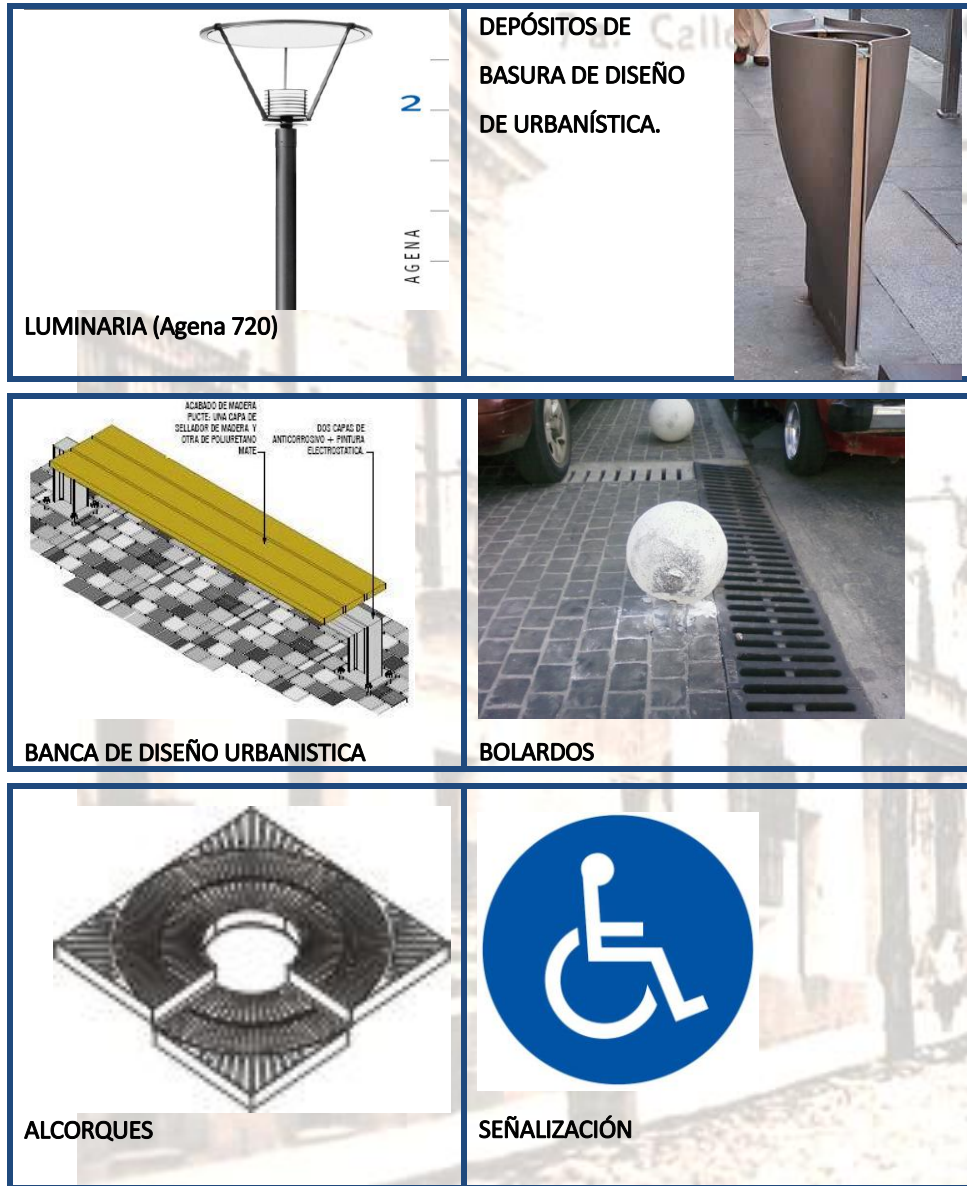 2
AGENA
LUMINARIA (Agena 720)
DEPÓSITOS DE
BASURA DE DISEÑO
DE URBANÍSTICA.
7a. Calle
ACABADO DE MADERA
PUCTE: UNA CAPA DE
SELLADOR DE MADERA Y
OTRA DE POLIURETANO
MATE
DOS CAPAS DE
ANTICORROSIVO + PINTURA
ELECTROSTATICA.
BANCA DE DISEÑO URBANISTICA
BOLARDOS
ALCORQUES
SEÑALIZACIÓN